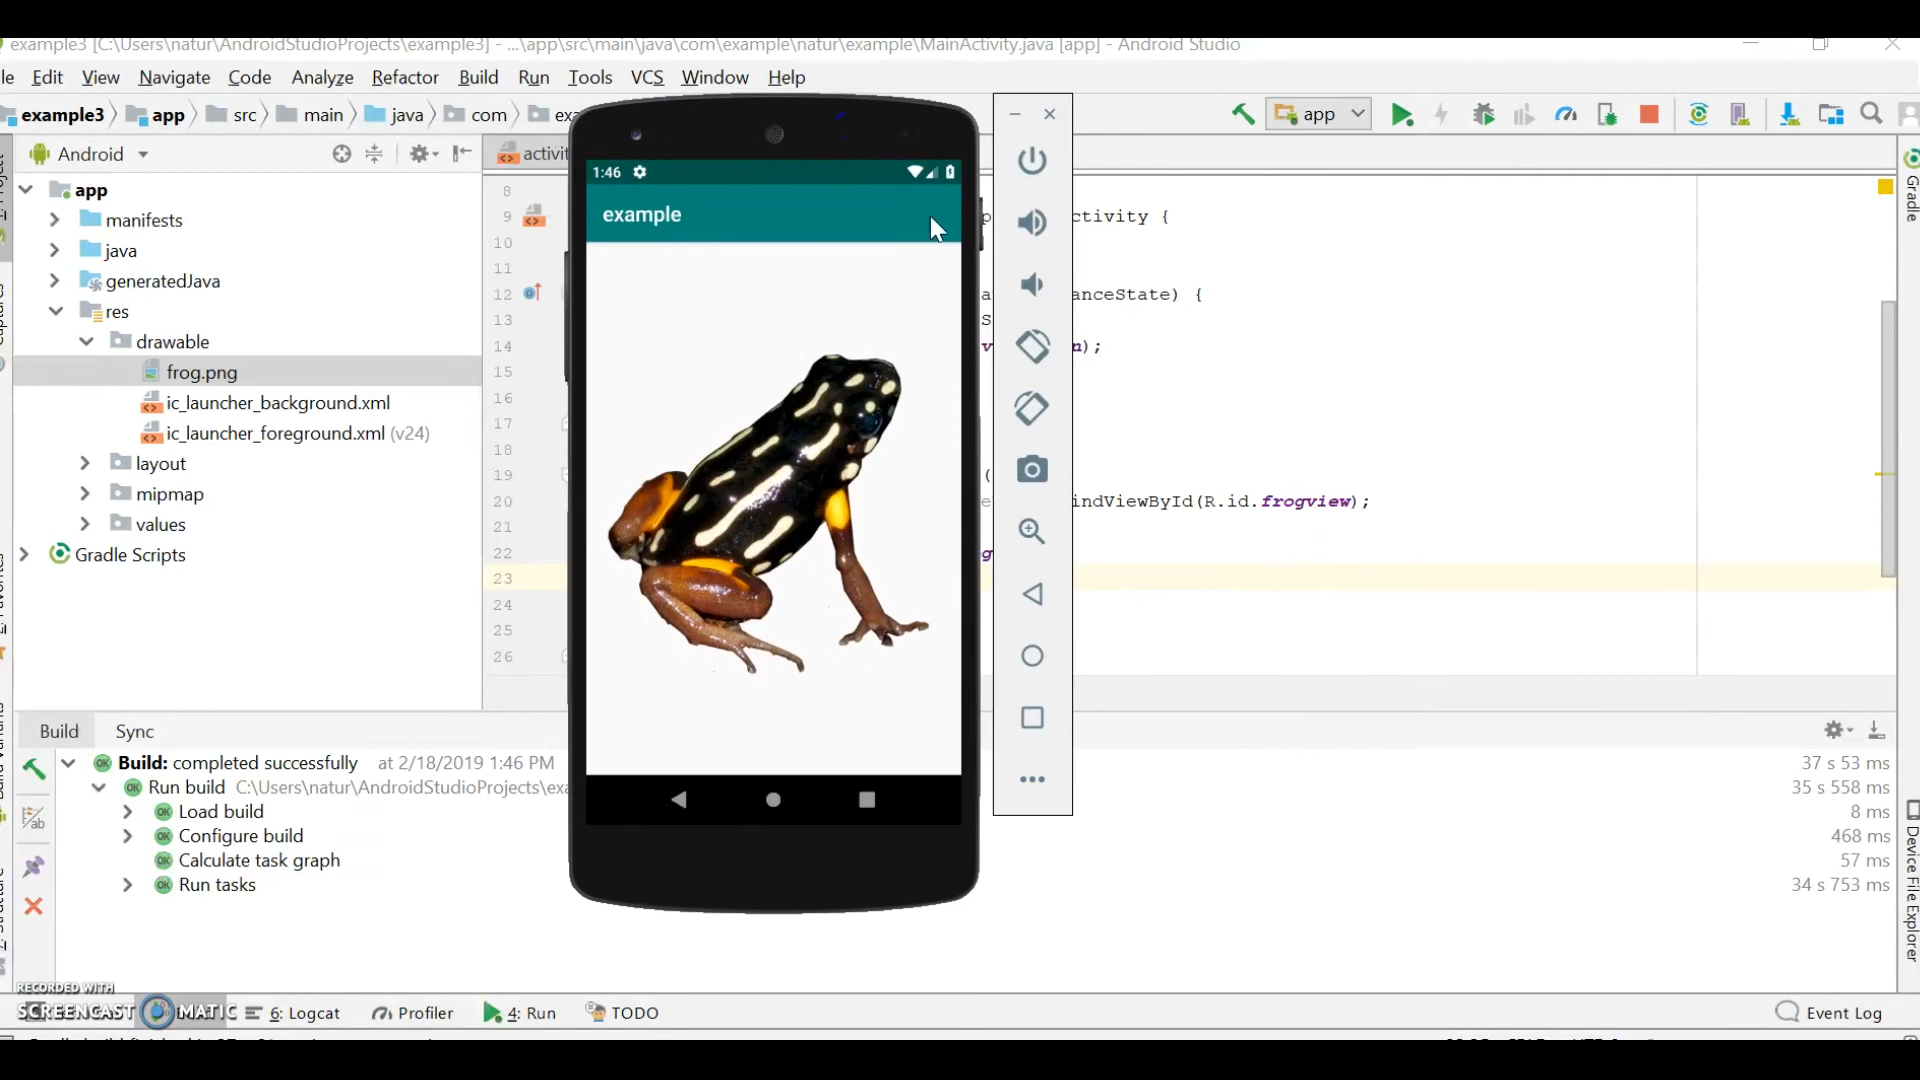 example3 [C:\Users\natur\AndroidStudioProjects\example3] - ...\app\src\main\java\com\example\natur\example\MainActivity.java [app] - Android Studio
le Edit View Navigate Code Analyze Refactor Build Run Tools VCS Window Help
example3 app src main java com exa
app
Android
activit
app
manifests
java
generatedJava
res
drawable
frog.png
ic_launcher_background.xml
ic_launcher_foreground.xml (v24)
layout
mipmap
values
Gradle Scripts
1:46
example
8
9 ctivity {
10
11
12 anceState) {
13
14 n);
15
16
17
18
19 (
20 indViewById(R.id.frogview);
21
22
23
24
25
26
Gradle
Device File Explorer
Captures
Build Sync
Build: completed successfully at 2/18/2019 1:46 PM 37 s 53 ms
Run build C:\Users\natur\AndroidStudioProjects\exa 35 s 558 ms
Load build 8 ms
Configure build 468 ms
Calculate task graph 57 ms
Run tasks 34 s 753 ms
RECORDED WITH
SCREENCAST MATIC
6: Logcat Profiler 4: Run TODO Event Log